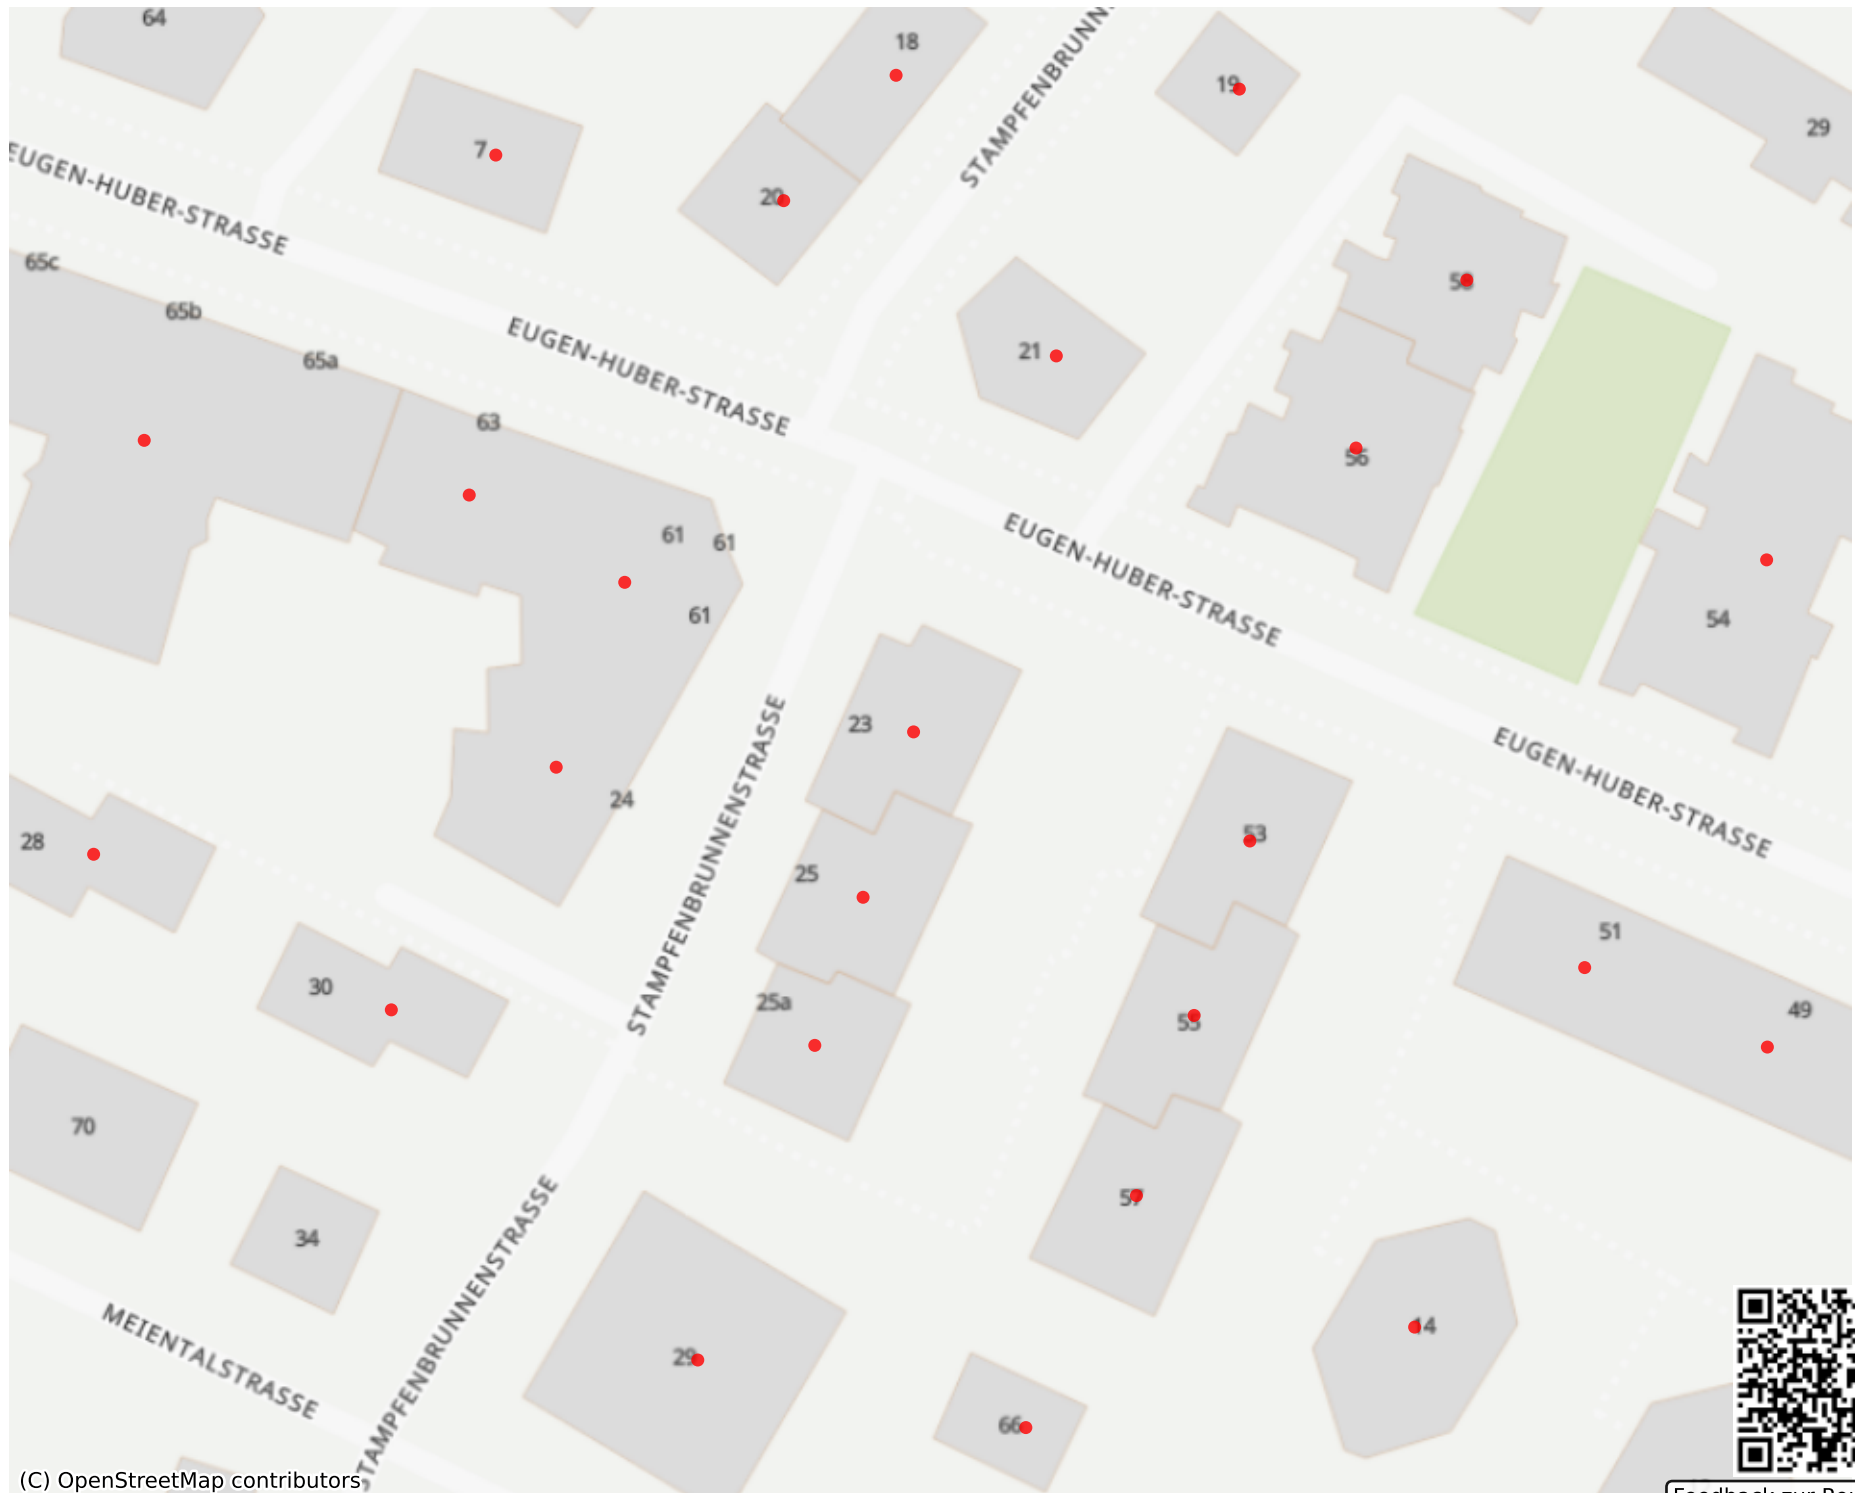 64
18
STAMPFENBRUNN
19
29
7
20
EUGEN-HUBER-STRASSE
65c
65b
65a
63
EUGEN-HUBER-STRASSE
21
58
56
61
61
61
EUGEN-HUBER-STRASSE
54
23
STAMPFENBRUNNENSTRASSE
EUGEN-HUBER-STRASSE
24
28
53
25
51
30
25a
55
49
70
57
34
STAMPFENBRUNNENSTRASSE
MEIENTALSTRASSE
29
14
66
(C) OpenStreetMap contributors